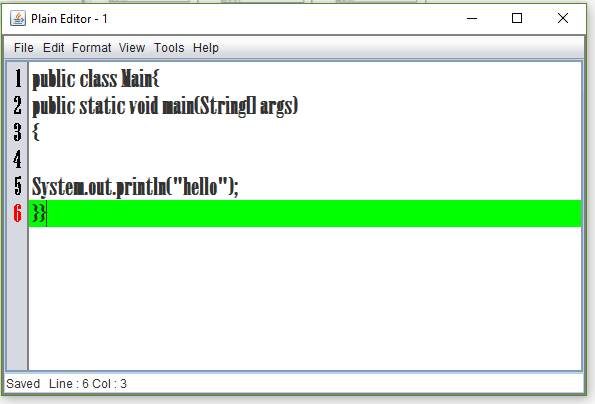 Plain Editor - 1
File Edit Format View Tools Help
1 public class Main{
2 public static void main(String[] args)
3 {
4
5 System.out.println("hello");
6 }}
Saved Line : 6 Col : 3